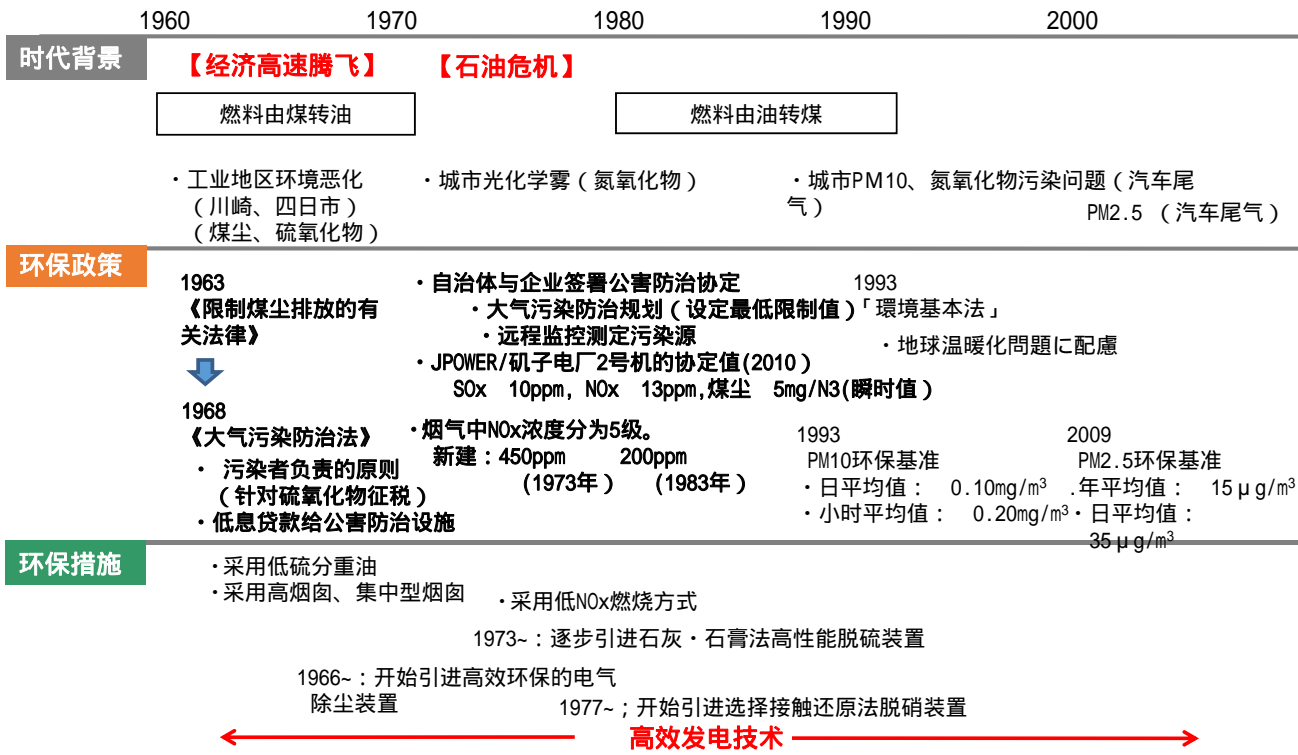 1960 1970 1980 1990 2000
时代背景
【经济高速腾飞】 【石油危机】
燃料由煤转油 燃料由油转煤
・工业地区环境恶化
（川崎、四日市）
（煤尘、硫氧化物）
・城市光化学雾（氮氧化物）
・城市PM10、氮氧化物污染问题（汽车尾
气）
PM2.5 （汽车尾气）
环保政策
1963
《限制煤尘排放的有
关法律》
1968
《大气污染防治法》
・ 污染者负责的原则
（针对硫氧化物征税）
・低息贷款给公害防治设施
・自治体与企业签署公害防治协定
・大气污染防治规划（设定最低限制值）
・远程监控测定污染源
・JPOWER/矶子电厂2号机的协定值(2010）
SOx 10ppm, NOx 13ppm,煤尘 5mg/N3(瞬时值）
・烟气中NOx浓度分为5级。
新建：450ppm 200ppm
（1973年） （1983年）
1993
「環境基本法」
・地球温暖化問題に配慮
1993
PM10环保基准
・日平均值： 0.10mg/m³
・小时平均值： 0.20mg/m³
2009
PM2.5环保基准
.年平均值： 15μg/m³
・日平均值：
35μg/m³
环保措施
・采用低硫分重油
・采用高烟囱、集中型烟囱
・采用低NOx燃烧方式
1973~：逐步引进石灰・石膏法高性能脱硫装置
1966~：开始引进高效环保的电气
除尘装置
1977~；开始引进选择接触还原法脱硝装置
高效发电技术